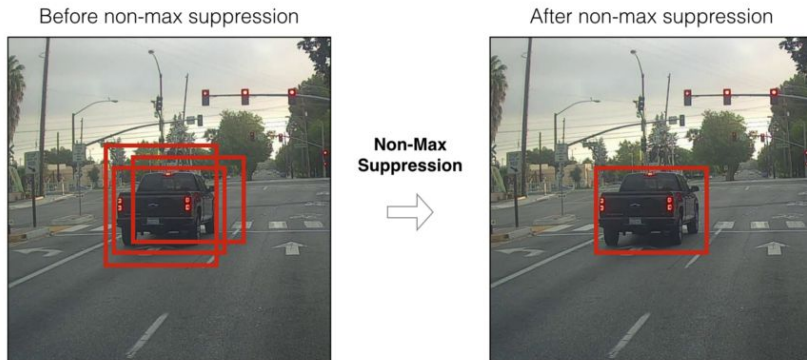 Before non-max suppression
After non-max suppression
Non-Max
Suppression